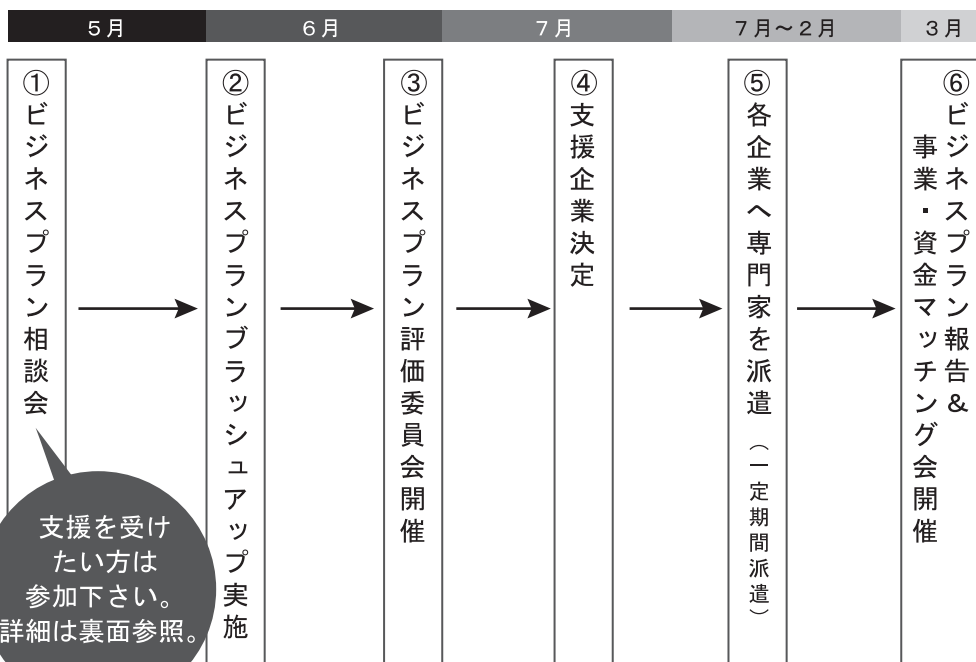 5月
6月
7月
7月～2月
3月
①ビジネスプラン相談会
②ビジネスプランブラッシュアップ実施
③ビジネスプラン評価委員会開催
④支援企業決定
⑤各企業へ専門家を派遣（一定期間派遣）
⑥ビジネスプラン報告&
事業・資金マッチング会開催
支援を受け
たい方は
参加下さい。
詳細は裏面参照。